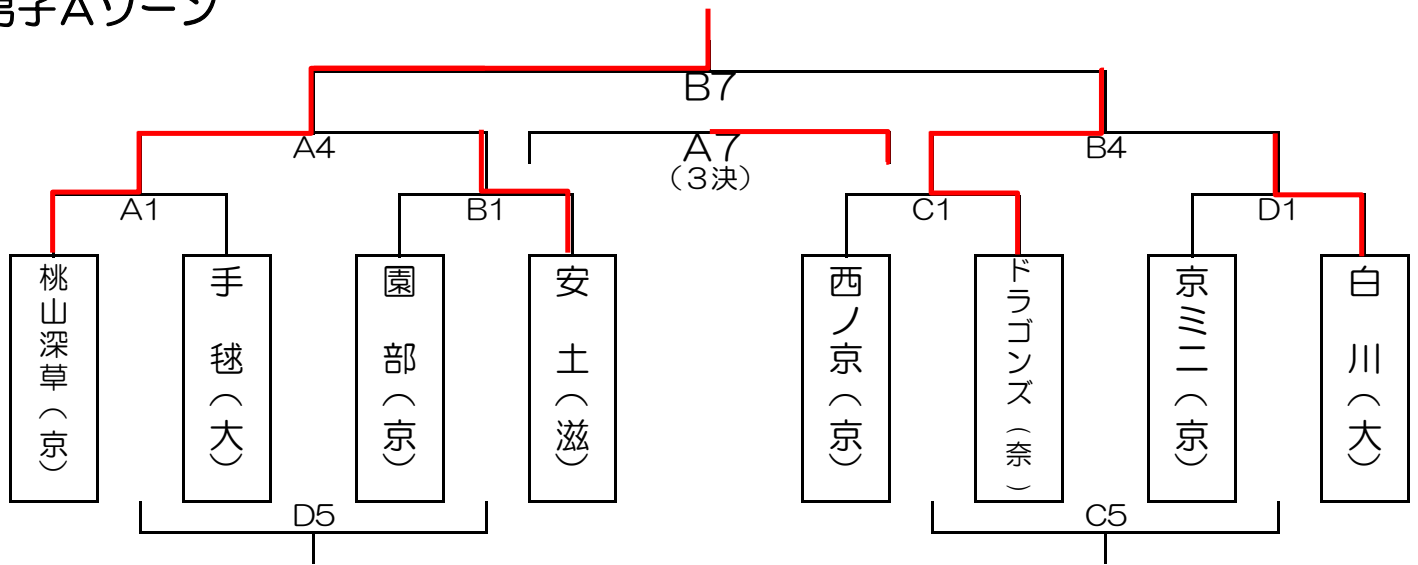 男子Aゾーン
B7
A4
A7
B4
(3決)
A1
B1
C1
D1
桃山深草(京)
手毬(大)
園部(京)
安土(滋)
西ノ京(京)
ドラゴンズ(奈)
京ミニ(京)
白川(大)
D5
C5